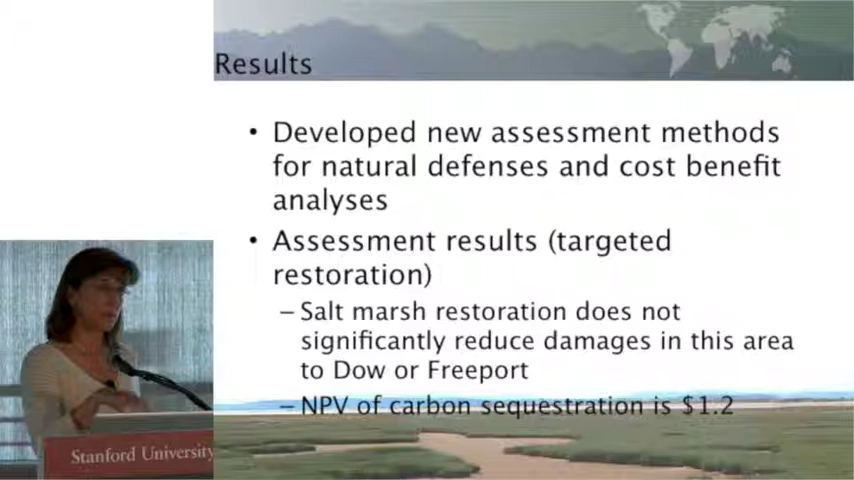 Results
• Developed new assessment methods
for natural defenses and cost benefit
analyses
• Assessment results (targeted
restoration)
– Salt marsh restoration does not
significantly reduce damages in this area
to Dow or Freeport
– NPV of carbon sequestration is $1.2
Stanford University